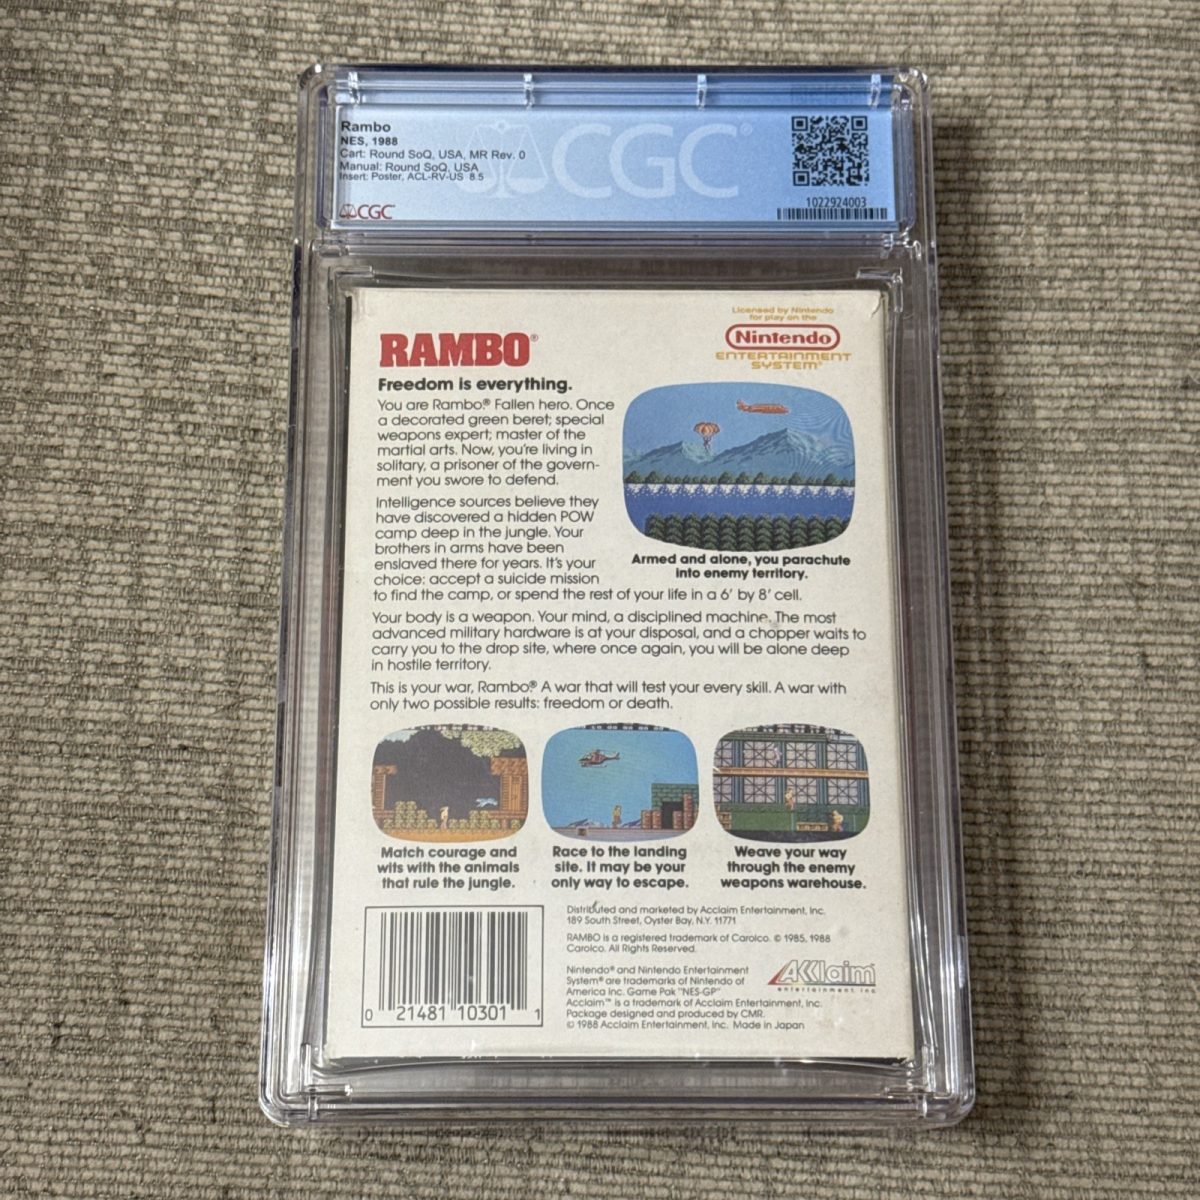 Rambo
NES, 1988
Cart: Round SoQ, USA, MR Rev. 0
Manual: Round SoQ, USA
Insert: Poster, ACL-RV-US 8.5
CGC
CGC®
1022924003
Licensed by Nintendo
for play on the
Nintendo
ENTERTAINMENT
SYSTEM®
RAMBO®
Freedom is everything.
You are Rambo®. Fallen hero. Once
a decorated green beret; special
weapons expert; master of the
martial arts. Now, you're living in
solitary, a prisoner of the govern-
ment you swore to defend.
Intelligence sources believe they
have discovered a hidden POW
camp deep in the jungle. Your
brothers in arms have been
enslaved there for years. It's your
choice: accept a suicide mission
to find the camp, or spend the rest of your life in a 6' by 8' cell.
Armed and alone, you parachute
into enemy territory.
Your body is a weapon. Your mind, a disciplined machine. The most
advanced military hardware is at your disposal, and a chopper waits to
carry you to the drop site, where once again, you will be alone deep
in hostile territory.
This is your war, Rambo®. A war that will test your every skill. A war with
only two possible results: freedom or death.
Match courage and
wits with the animals
that rule the jungle.
Race to the landing
site. It may be your
only way to escape.
Weave your way
through the enemy
weapons warehouse.
0 21481 10301 1
Distributed and marketed by Acclaim Entertainment, Inc.
189 South Street, Oyster Bay, N.Y. 11771
RAMBO is a registered trademark of Carolco. © 1985, 1988
Carolco. All Rights Reserved.
Nintendo® and Nintendo Entertainment
System® are trademarks of Nintendo of
America Inc. Game Pak "NES-GP"
Acclaim™ is a trademark of Acclaim Entertainment, Inc.
Package designed and produced by CMR.
© 1988 Acclaim Entertainment, Inc. Made in Japan
Acclaim™
entertainment, inc.